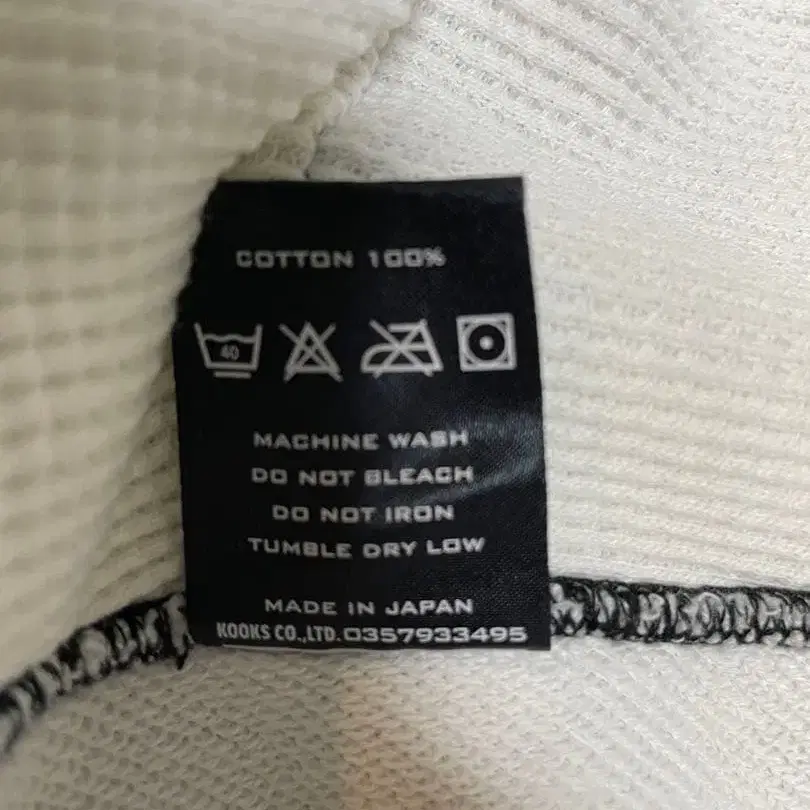 COTTON 100%
40
MACHINE WASH
DO NOT BLEACH
DO NOT IRON
TUMBLE DRY LOW
MADE IN JAPAN
KOOKS CO.,LTD.0357933495